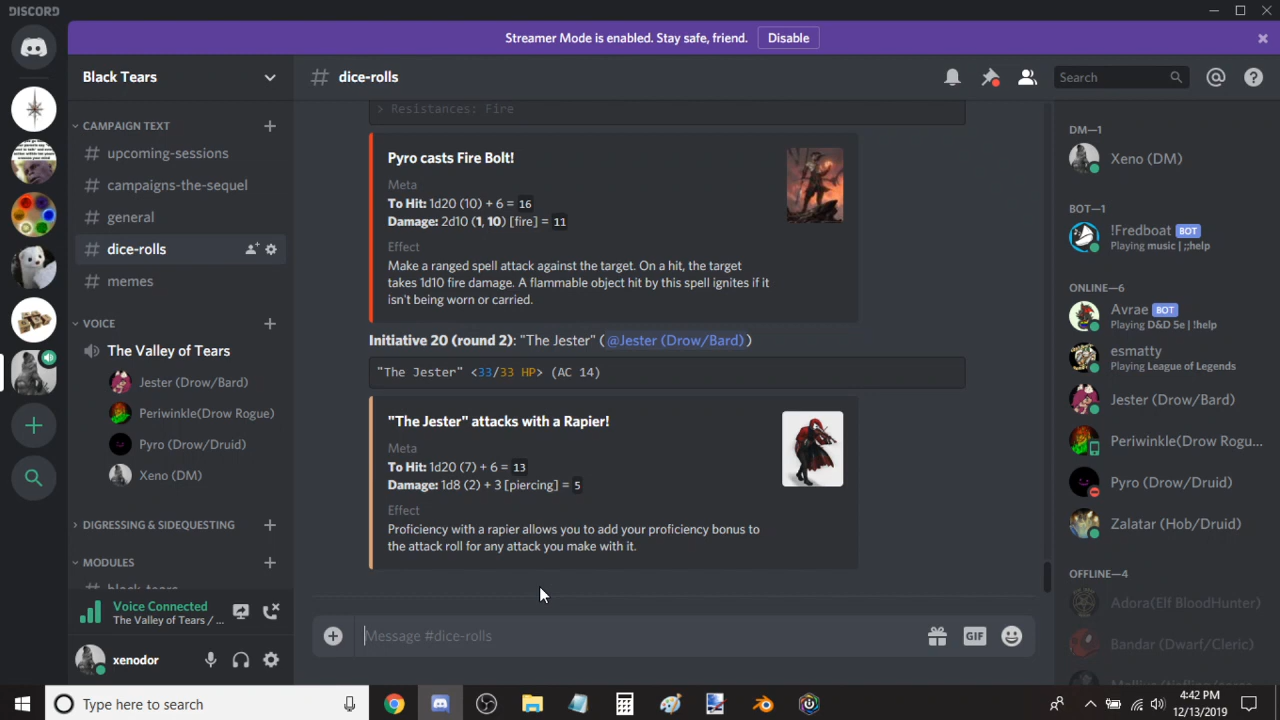 DISCORD
Streamer Mode is enabled. Stay safe, friend.
Disable
Black Tears
CAMPAIGN TEXT
# upcoming-sessions
# campaigns-the-sequel
# general
# dice-rolls
# memes
VOICE
The Valley of Tears
Jester (Drow/Bard)
Periwinkle(Drow Rogue)
Pyro (Drow/Druid)
Xeno (DM)
DIGRESSING & SIDEQUESTING
MODULES
black-tears
Voice Connected
The Valley of Tears / ...
xenodor
# dice-rolls
Search
> Resistances: Fire
Pyro casts Fire Bolt!
Meta
To Hit: 1d20 (10) + 6 = 16
Damage: 2d10 (1, 10) [fire] = 11
Effect
Make a ranged spell attack against the target. On a hit, the target
takes 1d10 fire damage. A flammable object hit by this spell ignites if it
isn't being worn or carried.
Initiative 20 (round 2): "The Jester" ( @Jester (Drow/Bard) )
"The Jester" <33/33 HP> (AC 14)
"The Jester" attacks with a Rapier!
Meta
To Hit: 1d20 (7) + 6 = 13
Damage: 1d8 (2) + 3 [piercing] = 5
Effect
Proficiency with a rapier allows you to add your proficiency bonus to
the attack roll for any attack you make with it.
Message #dice-rolls
GIF
DM—1
Xeno (DM)
BOT—1
!Fredboat BOT
Playing music | ;;help
ONLINE—6
Avrae BOT
Playing D&D 5e | !help
esmatty
Playing League of Legends
Jester (Drow/Bard)
Periwinkle(Drow Rogu...
Pyro (Drow/Druid)
Zalatar (Hob/Druid)
OFFLINE—4
Adora(Elf BloodHunter)
Bandar (Dwarf/Cleric)
Type here to search
4:42 PM
12/13/2019